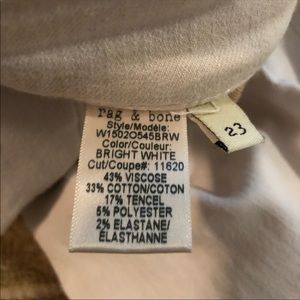 rag & bone
Style/Modèle:
W1502O545BRW
Color/Couleur:
BRIGHT WHITE
Cut/Coupe#: 11620
43% VISCOSE
33% COTTON/COTON
17% TENCEL
5% POLYESTER
2% ELASTANE/
ELASTHANNE
23